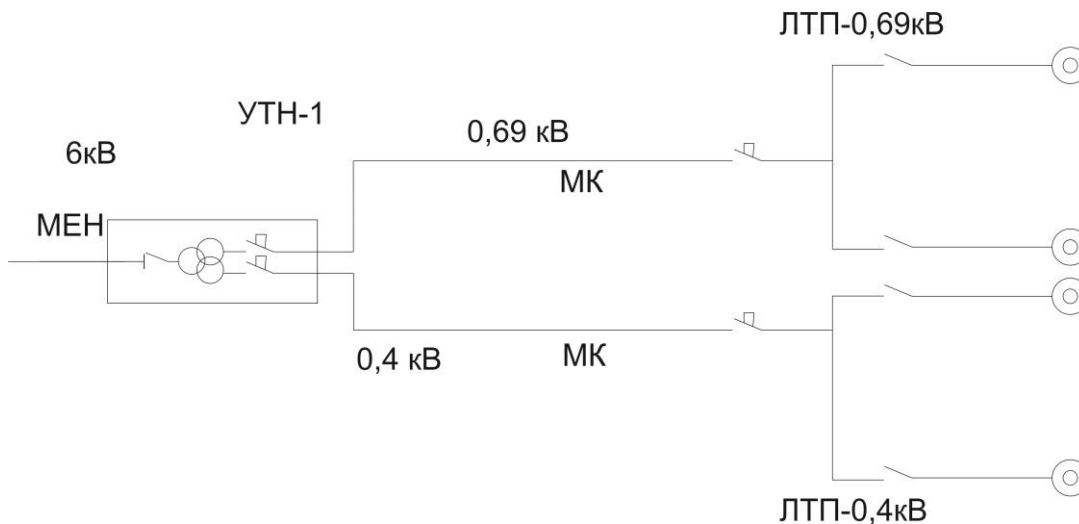 ЛТП-0,69кВ
УТН-1
0,69 кВ
6кВ
МК
МЕН
0,4 кВ
МК
ЛТП-0,4кВ